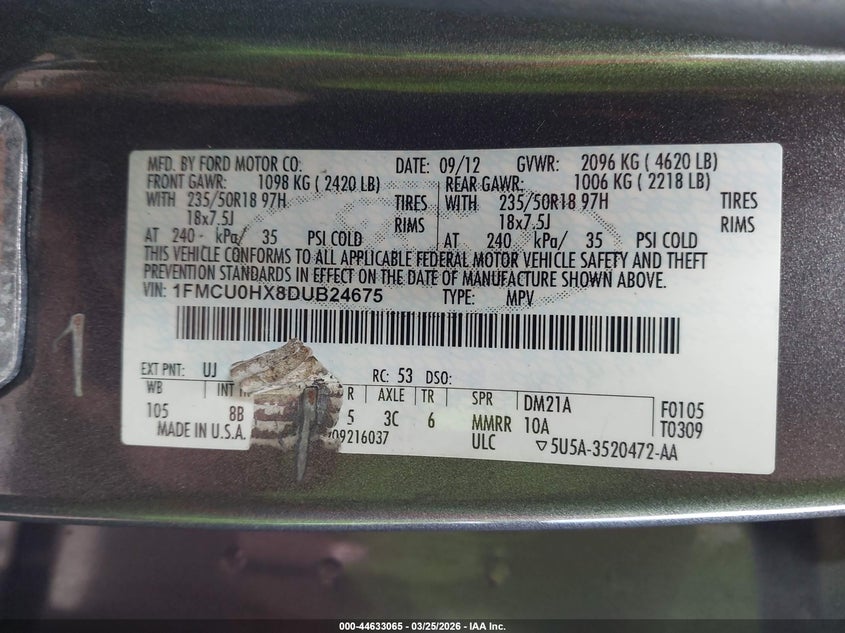 MFD. BY FORD MOTOR CO. DATE: 09/12 GVWR: 2096 KG ( 4620 LB)
FRONT GAWR: 1098 KG ( 2420 LB) REAR GAWR: 1006 KG ( 2218 LB)
WITH 235/50R18 97H TIRES WITH 235/50R18 97H TIRES
18x7.5J RIMS 18x7.5J RIMS
AT 240 kPa/ 35 PSI COLD AT 240 kPa/ 35 PSI COLD
THIS VEHICLE CONFORMS TO ALL APPLICABLE FEDERAL MOTOR VEHICLE SAFETY AND THEFT
PREVENTION STANDARDS IN EFFECT ON THE DATE OF MANUFACTURE SHOWN ABOVE.
VIN: 1FMCU0HX8DUB24675 TYPE: MPV
EXT PNT: UJ RC: 53 DSO:
WB INT R AXLE TR SPR DM21A F0105
105 8B 5 3C 6 MMRR 10A T0309
MADE IN U.S.A. 09216037 ULC ▽5U5A-3520472-AA
1
000-44633065 - 03/25/2026 - IAA Inc.